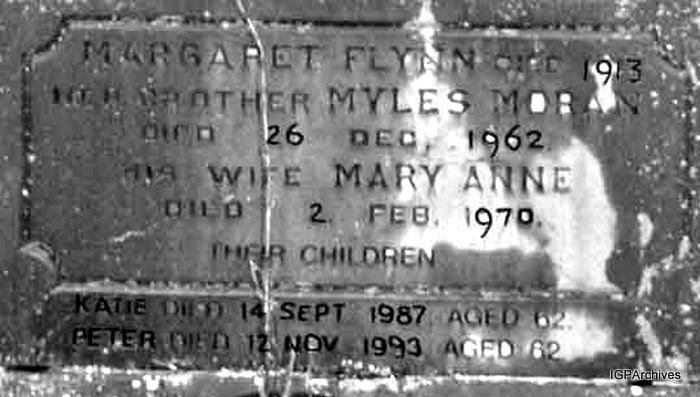 MARGARET FLYNN DIED 1913
HER BROTHER MYLES MORAN
DIED 26 DEC, 1962
HIS WIFE MARY ANNE
DIED 2. FEB. 1970.
THEIR CHILDREN
KATIE DIED 14 SEPT 1987 AGED 62.
PETER DIED 12 NOV 1993 AGED 62
IGPArchives